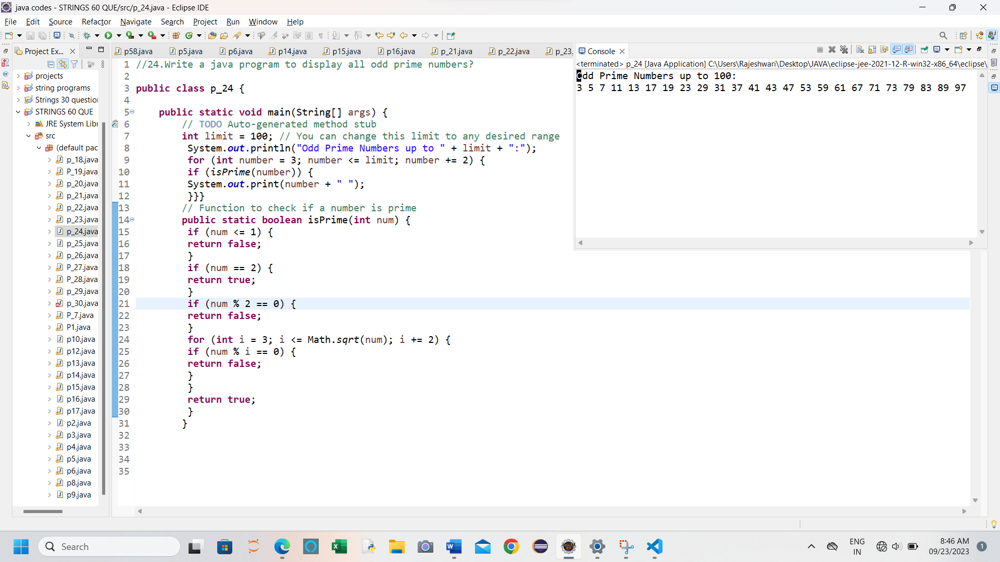 java codes - STRINGS 60 QUE/src/p_24.java - Eclipse IDE
File Edit Source Refactor Navigate Search Project Run Window Help
Project Ex...
p58.java p5.java p6.java p14.java p15.java p16.java p_21.java p_22.java p_23.
Console
projects
string programs
Strings 30 question
STRINGS 60 QUE
JRE System Libr
src
(default pac
p_18.java
P_19.java
p_20.java
p_21.java
p_22.java
p_23.java
p_24.java
p_25.java
p_26.java
P_27.java
P_28.java
p_29.java
p_30.java
P_7.java
P1.java
p10.java
p12.java
p13.java
p14.java
p15.java
p16.java
p17.java
p2.java
p3.java
p4.java
p5.java
p6.java
p8.java
p9.java
1 //24.Write a java program to display all odd prime numbers?
2
3 public class p_24 {
4
5 public static void main(String[] args) {
6 // TODO Auto-generated method stub
7 int limit = 100; // You can change this limit to any desired range
8 System.out.println("Odd Prime Numbers up to " + limit + ":");
9 for (int number = 3; number <= limit; number += 2) {
10 if (isPrime(number)) {
11 System.out.print(number + " ");
12 }}}
13 // Function to check if a number is prime
14 public static boolean isPrime(int num) {
15 if (num <= 1) {
16 return false;
17 }
18 if (num == 2) {
19 return true;
20 }
21 if (num % 2 == 0) {
22 return false;
23 }
24 for (int i = 3; i <= Math.sqrt(num); i += 2) {
25 if (num % i == 0) {
26 return false;
27 }
28 }
29 return true;
30 }
31 }
32
33
34
35
<terminated> p_24 [Java Application] C:\Users\Rajeshwari\Desktop\JAVA\eclipse-jee-2021-12-R-win32-x86_64\eclipse\
Odd Prime Numbers up to 100:
3 5 7 11 13 17 19 23 29 31 37 41 43 47 53 59 61 67 71 73 79 83 89 97
Search
ENG
IN
8:46 AM
09/23/2023
1